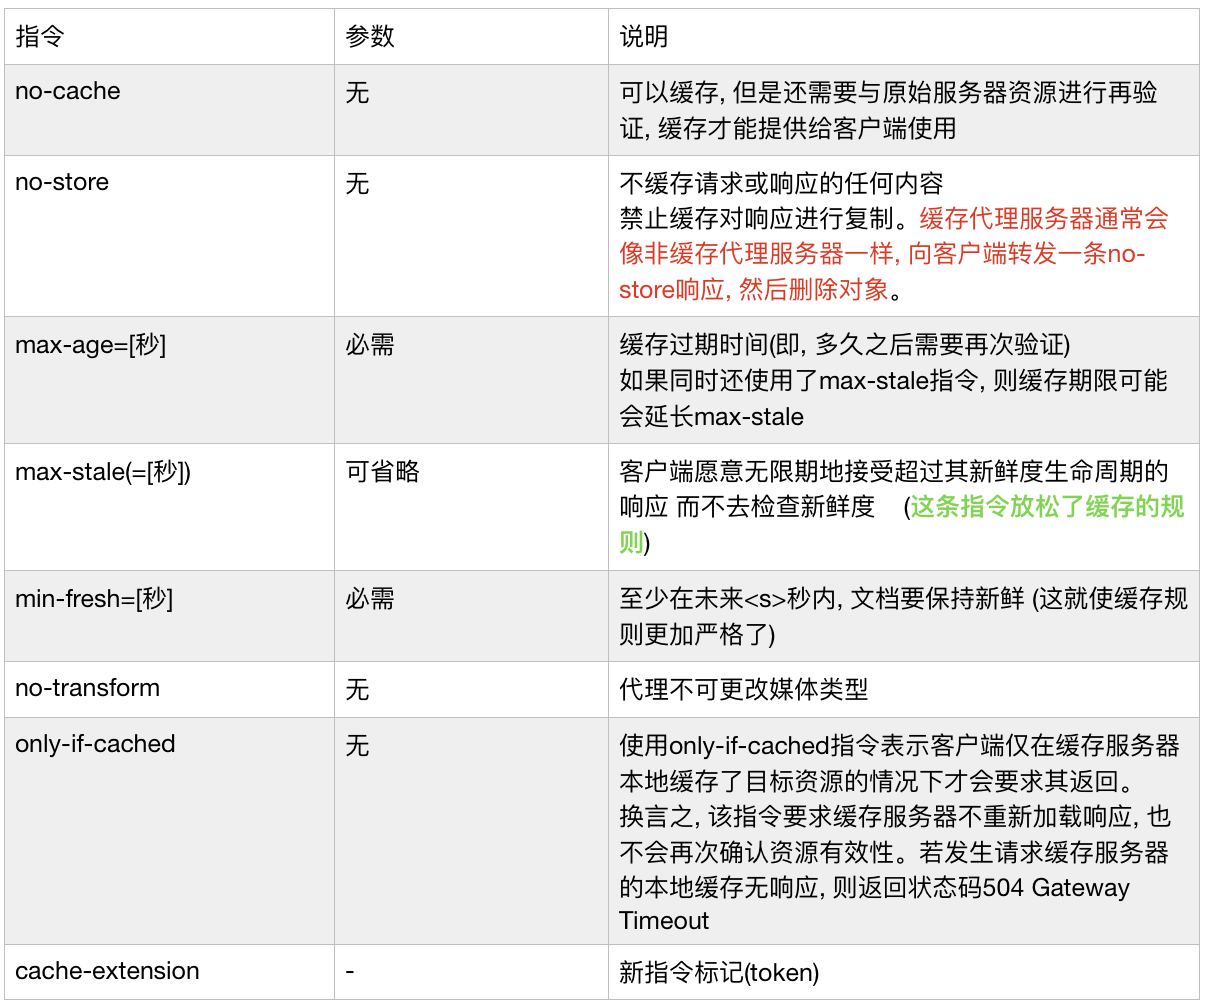 指令 参数 说明
no-cache 无 可以缓存, 但是还需要与原始服务器资源进行再验
证, 缓存才能提供给客户端使用
no-store 无 不缓存请求或响应的任何内容
禁止缓存对响应进行复制。缓存代理服务器通常会
像非缓存代理服务器一样, 向客户端转发一条no-
store响应, 然后删除对象。
max-age=[秒] 必需 缓存过期时间(即, 多久之后需要再次验证)
如果同时还使用了max-stale指令, 则缓存期限可能
会延长max-stale
max-stale(=[秒]) 可省略 客户端愿意无限期地接受超过其新鲜度生命周期的
响应 而不去检查新鲜度 (这条指令放松了缓存的规
则)
min-fresh=[秒] 必需 至少在未来<s>秒内, 文档要保持新鲜 (这就使缓存规
则更加严格了)
no-transform 无 代理不可更改媒体类型
only-if-cached 无 使用only-if-cached指令表示客户端仅在缓存服务器
本地缓存了目标资源的情况下才会要求其返回。
换言之, 该指令要求缓存服务器不重新加载响应, 也
不会再次确认资源有效性。若发生请求缓存服务器
的本地缓存无响应, 则返回状态码504 Gateway
Timeout
cache-extension - 新指令标记(token)